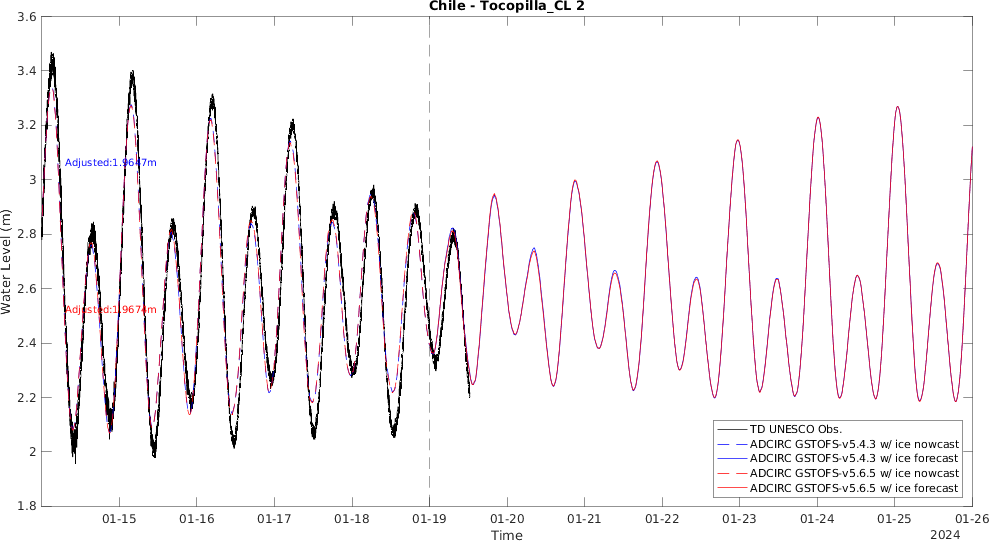 Chile - Tocopilla_CL 2
3.6
3.4
3.2
3
2.8
2.6
2.4
2.2
2
1.8
Water Level (m)
Adjusted:1.9647m
Adjusted:1.9674m
TD UNESCO Obs.
ADCIRC GSTOFS-v5.4.3 w/ ice nowcast
ADCIRC GSTOFS-v5.4.3 w/ ice forecast
ADCIRC GSTOFS-v5.6.5 w/ ice nowcast
ADCIRC GSTOFS-v5.6.5 w/ ice forecast
01-15 01-16 01-17 01-18 01-19 01-20 01-21 01-22 01-23 01-24 01-25 01-26
Time
2024